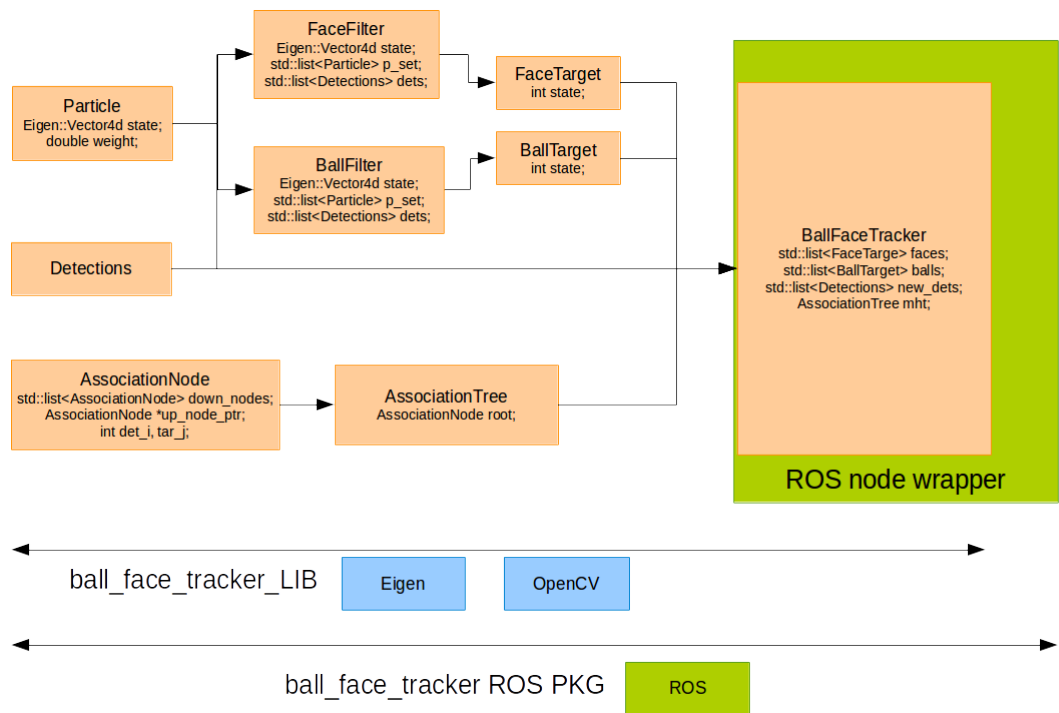 FaceFilter
Eigen::Vector4d state;
std::list<Particle> p_set;
std::list<Detections> dets;
FaceTarget
int state;
Particle
Eigen::Vector4d state;
double weight;
BallTarget
int state;
BallFilter
Eigen::Vector4d state;
std::list<Particle> p_set;
std::list<Detections> dets;
Detections
BallFaceTracker
std::list<FaceTarge> faces;
std::list<BallTarget> balls;
std::list<Detections> new_dets;
AssociationTree mht;
AssociationNode
std::list<AssociationNode> down_nodes;
AssociationNode *up_node_ptr;
int det_i, tar_j;
AssociationTree
AssociationNode root;
ROS node wrapper
ball_face_tracker_LIB
Eigen
OpenCV
ball_face_tracker ROS PKG
ROS